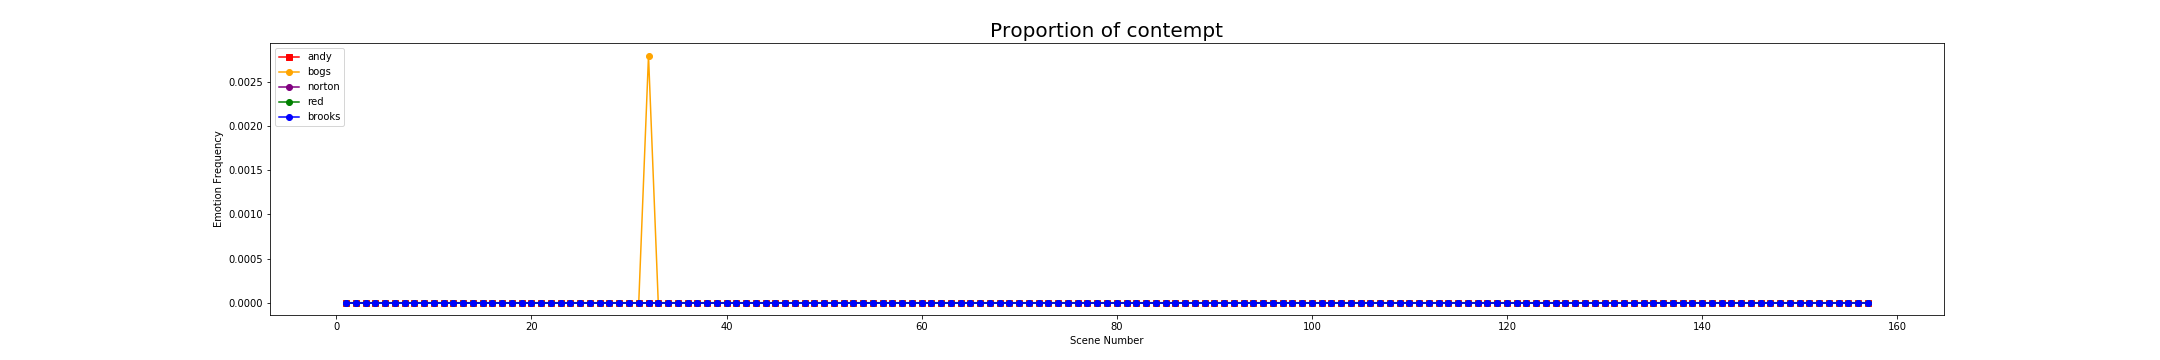 Proportion of contempt
andy
bogs
norton
red
brooks
Emotion Frequency
0.0025
0.0020
0.0015
0.0010
0.0005
0.0000
0 20 40 60 80 100 120 140 160
Scene Number